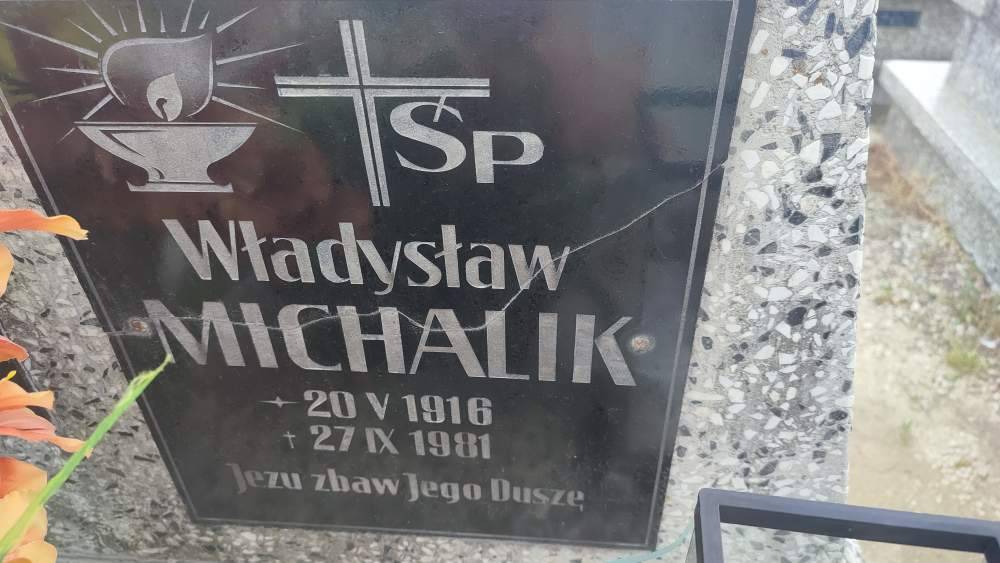 ŚP
Władysław
MICHALIK
20 V 1916
† 27 IX 1981
Jezu zbaw Jego Duszę